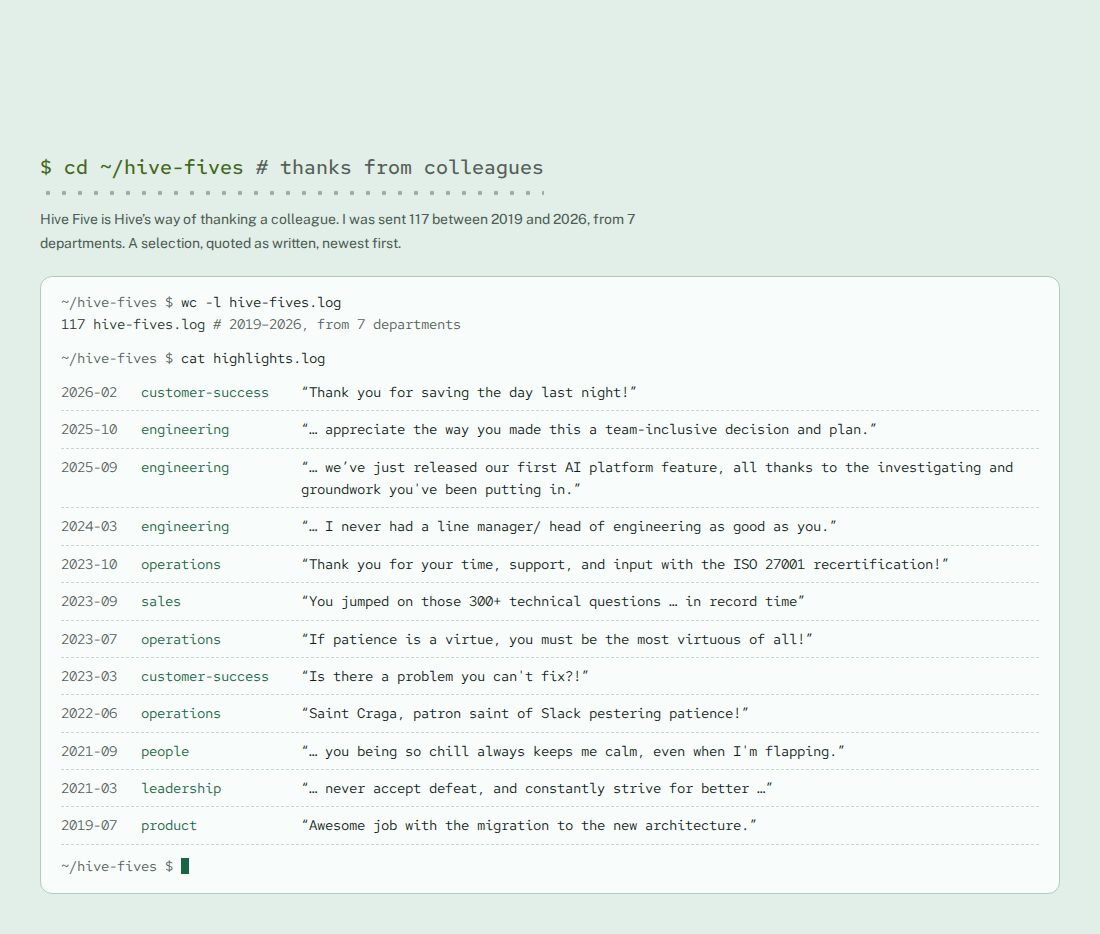 $ cd ~/hive-fives # thanks from colleagues
Hive Five is Hive’s way of thanking a colleague. I was sent 117 between 2019 and 2026, from 7
departments. A selection, quoted as written, newest first.
~/hive-fives $ wc -l hive-fives.log
117 hive-fives.log # 2019–2026, from 7 departments
~/hive-fives $ cat highlights.log
2026-02 customer-success “Thank you for saving the day last night!”
2025-10 engineering “… appreciate the way you made this a team-inclusive decision and plan.”
2025-09 engineering “… we’ve just released our first AI platform feature, all thanks to the investigating and
groundwork you've been putting in.”
2024-03 engineering “… I never had a line manager/ head of engineering as good as you.”
2023-10 operations “Thank you for your time, support, and input with the ISO 27001 recertification!”
2023-09 sales “You jumped on those 300+ technical questions … in record time”
2023-07 operations “If patience is a virtue, you must be the most virtuous of all!”
2023-03 customer-success “Is there a problem you can't fix?!”
2022-06 operations “Saint Craga, patron saint of Slack pestering patience!”
2021-09 people “… you being so chill always keeps me calm, even when I'm flapping.”
2021-03 leadership “… never accept defeat, and constantly strive for better …”
2019-07 product “Awesome job with the migration to the new architecture.”
~/hive-fives $